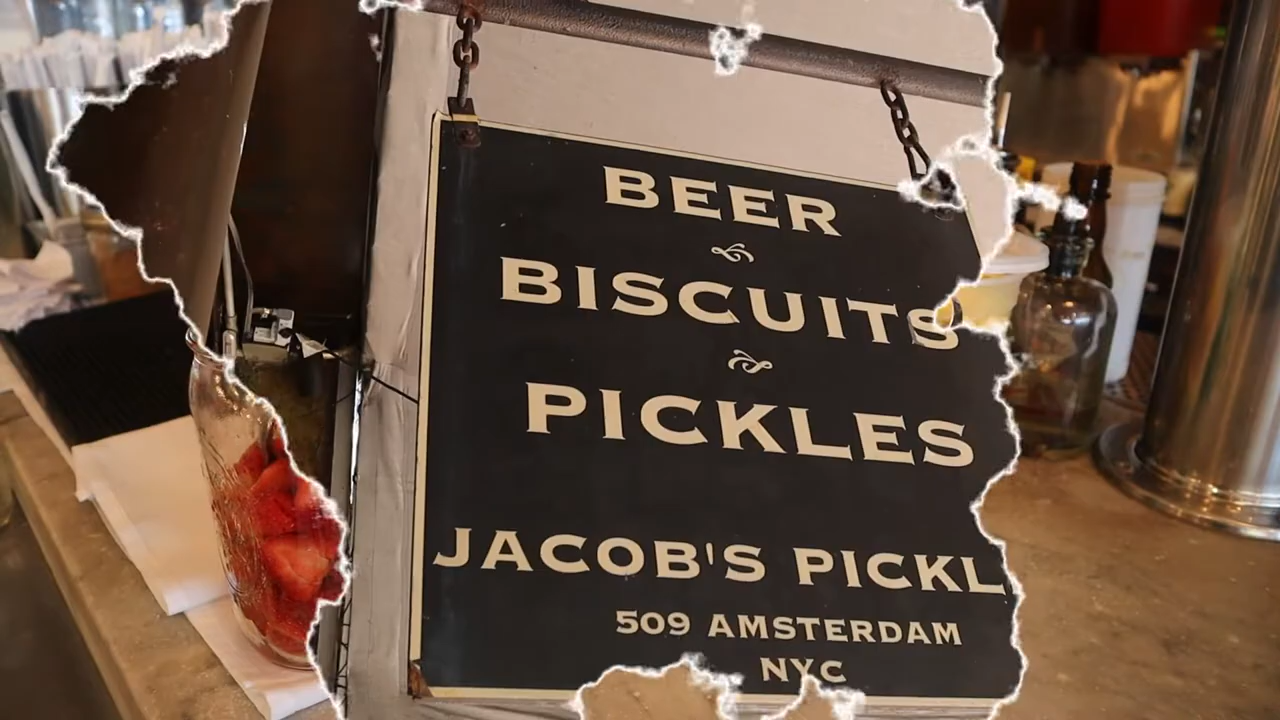 BEER
BISCUITS
PICKLES
JACOB'S PICKL
509 AMSTERDAM
NYC